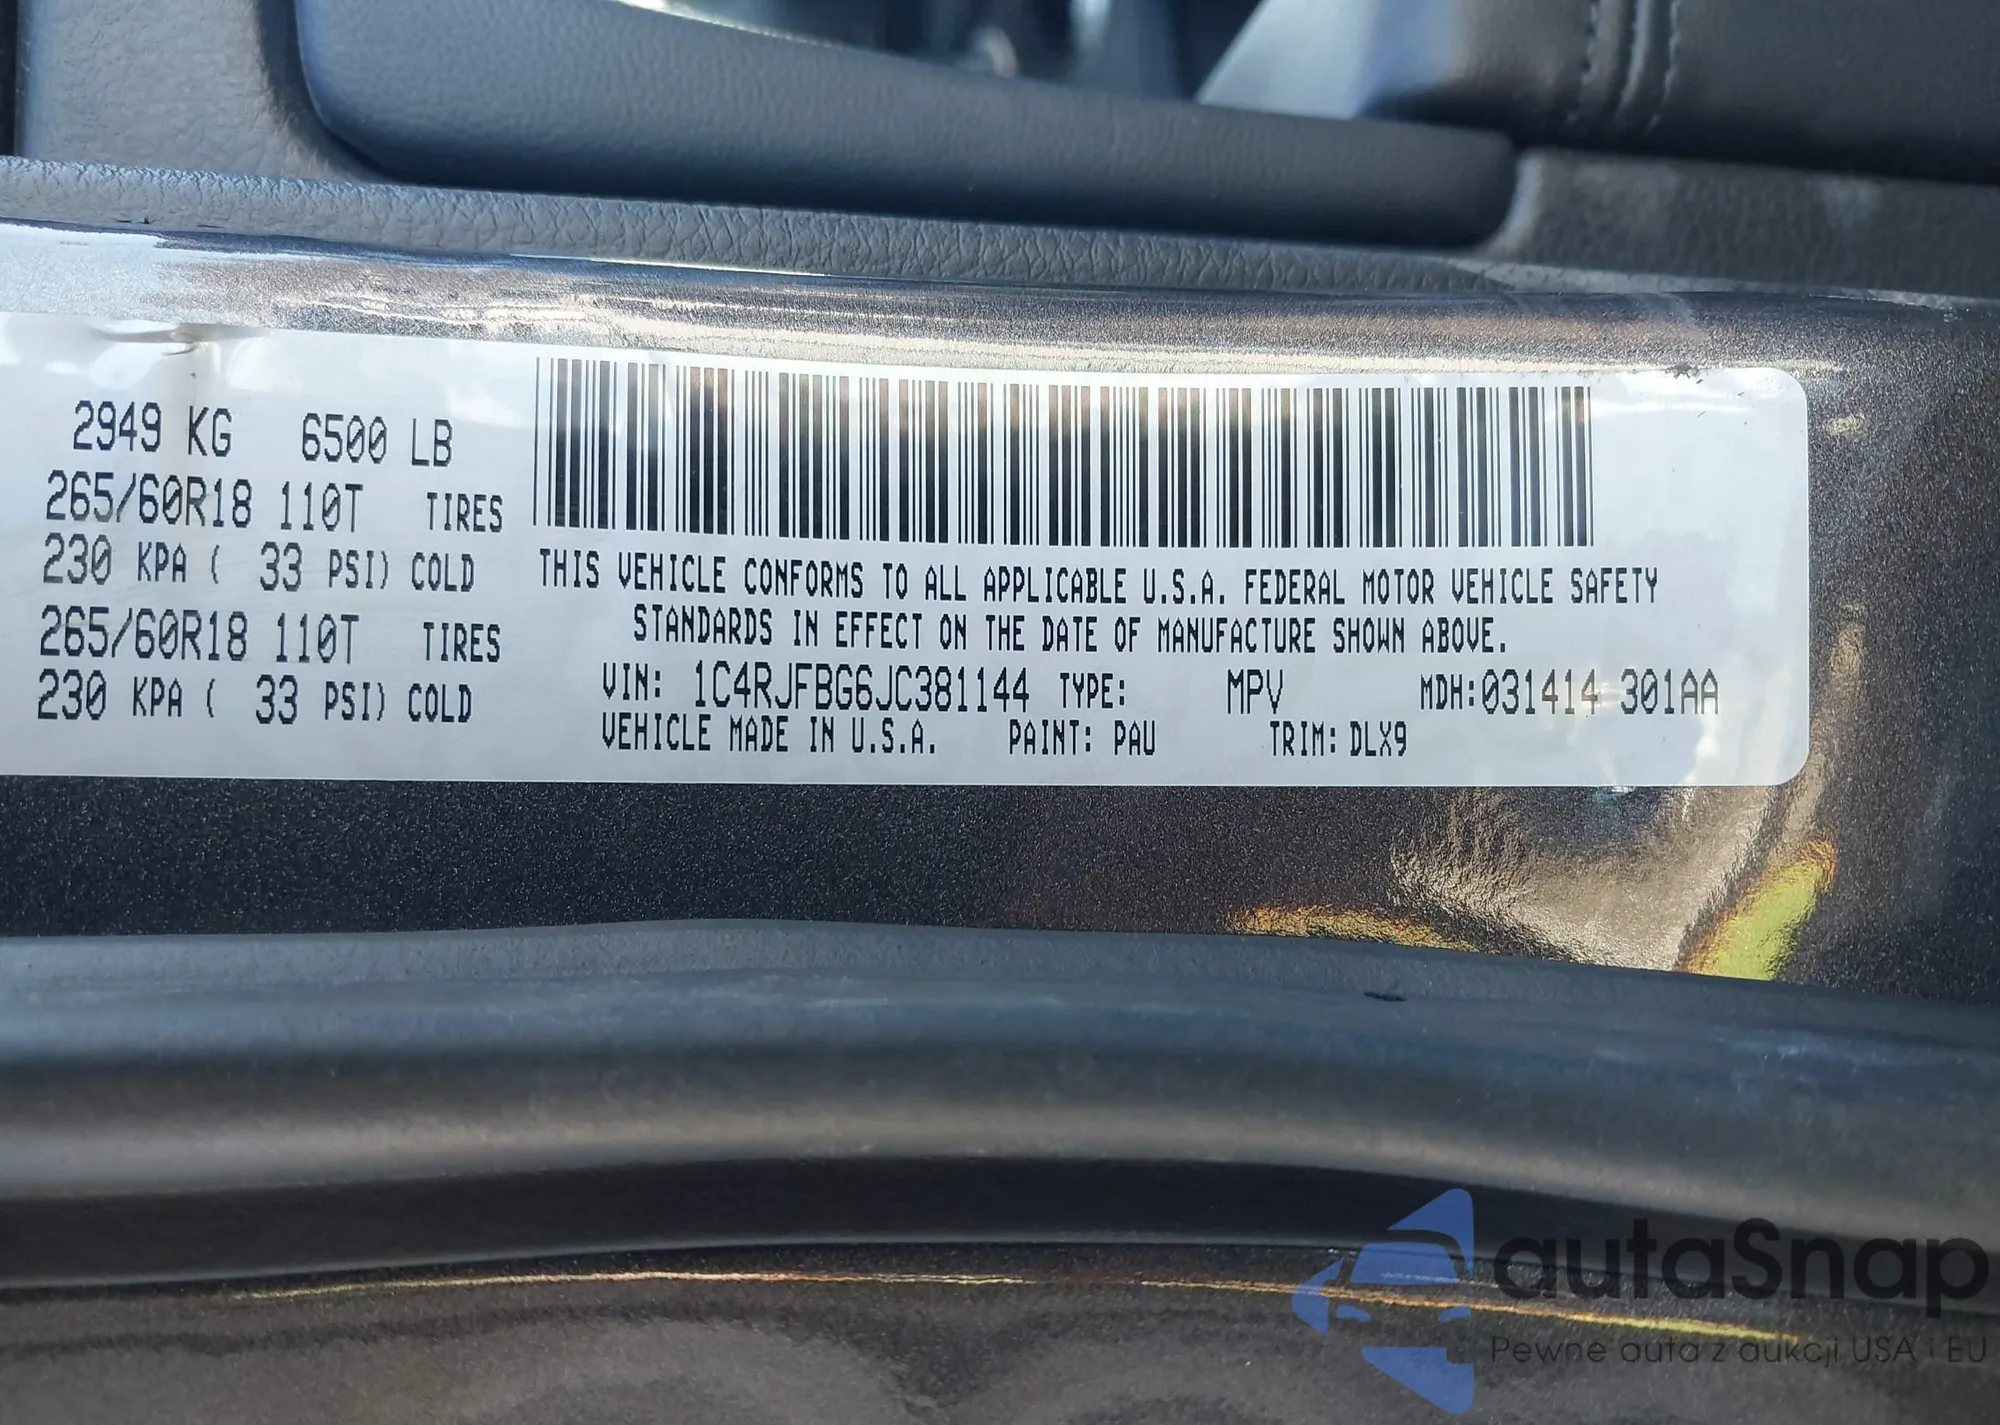 2949 KG 6500 LB
265/60R18 110T TIRES
230 KPA ( 33 PSI) COLD
265/60R18 110T TIRES
230 KPA ( 33 PSI) COLD
THIS VEHICLE CONFORMS TO ALL APPLICABLE U.S.A. FEDERAL MOTOR VEHICLE SAFETY
STANDARDS IN EFFECT ON THE DATE OF MANUFACTURE SHOWN ABOVE.
VIN: 1C4RJFBG6JC381144 TYPE: MPV MDH:031414 301AA
VEHICLE MADE IN U.S.A. PAINT: PAU TRIM: DLX9
autaSnap
Pewne auta z aukcji USA i EU